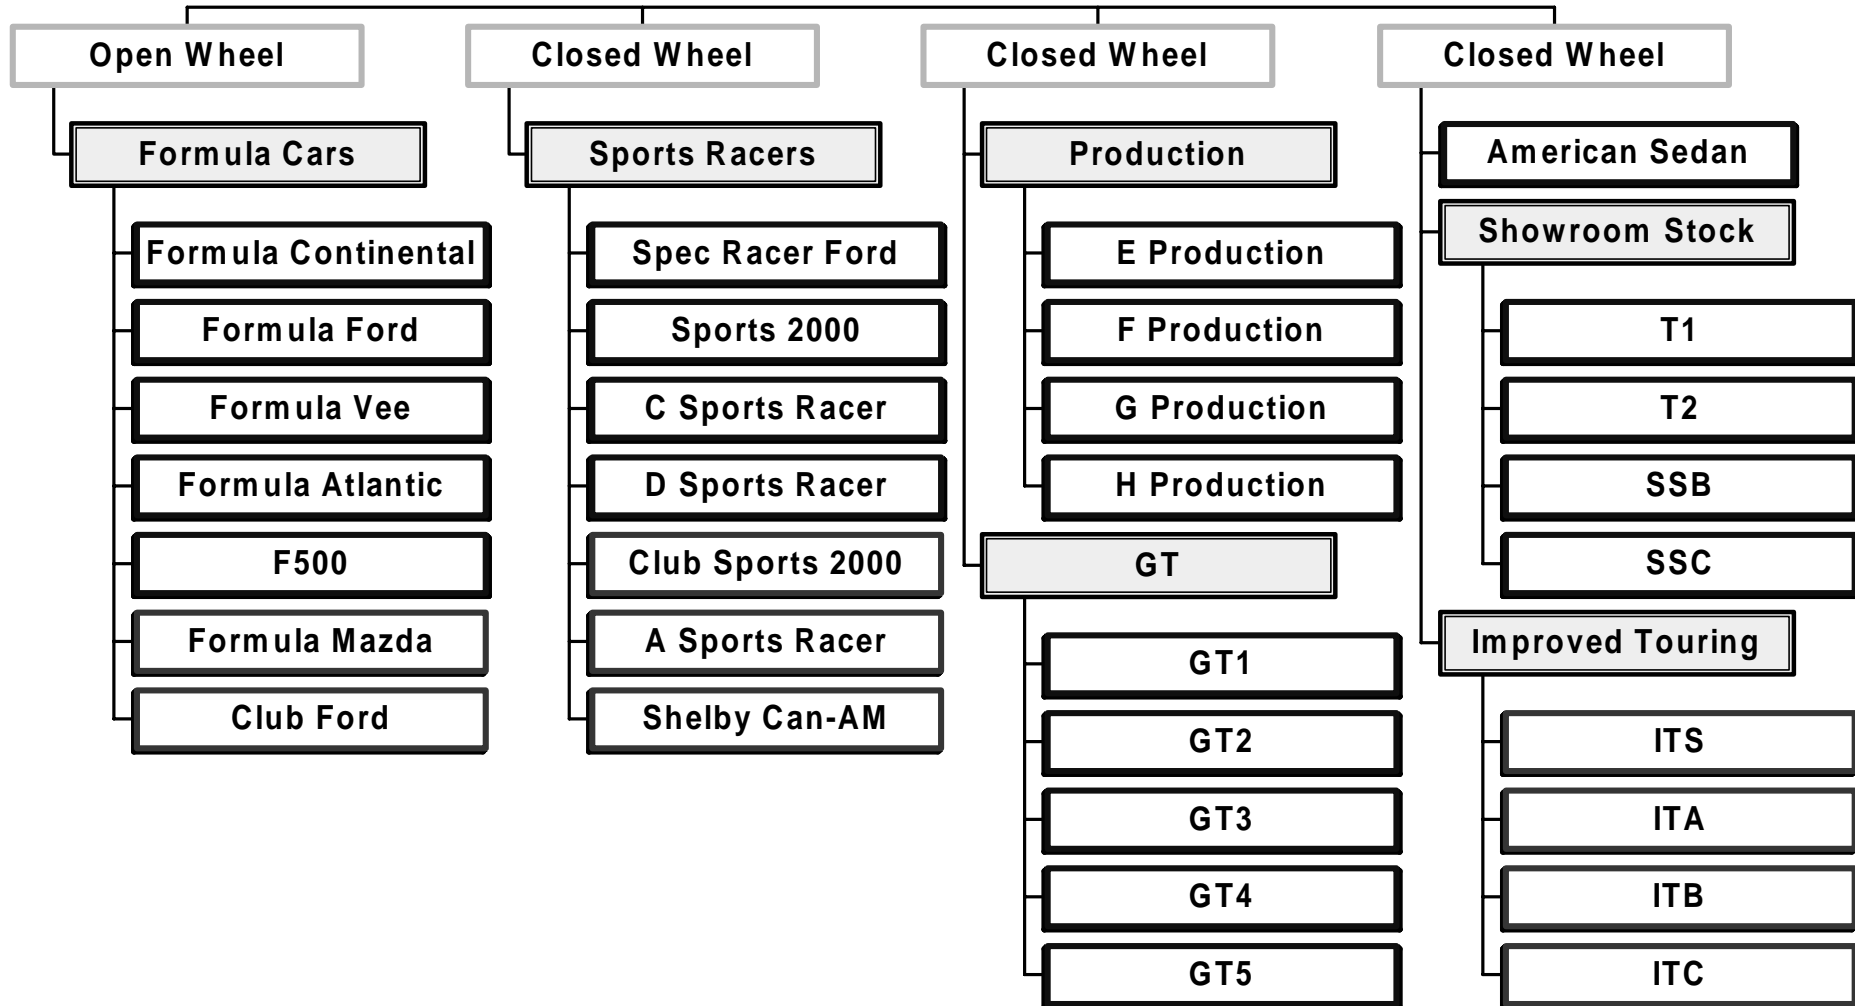 Open Wheel
Formula Cars
Formula Continental
Formula Ford
Formula Vee
Formula Atlantic
F500
Formula Mazda
Club Ford
Closed Wheel
Sports Racers
Spec Racer Ford
Sports 2000
C Sports Racer
D Sports Racer
Club Sports 2000
A Sports Racer
Shelby Can-AM
Closed Wheel
Production
E Production
F Production
G Production
H Production
GT
GT1
GT2
GT3
GT4
GT5
Closed Wheel
American Sedan
Showroom Stock
T1
T2
SSB
SSC
Improved Touring
ITS
ITA
ITB
ITC